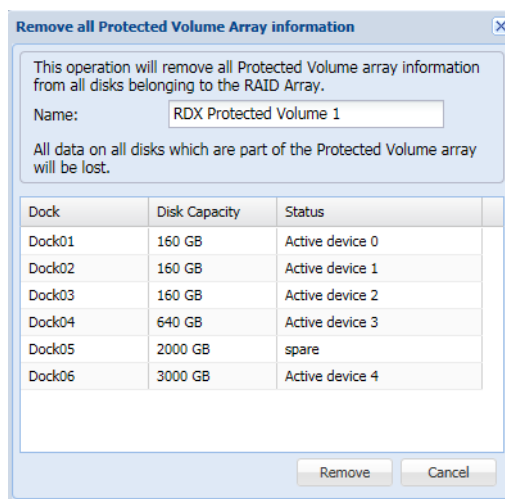 Remove all Protected Volume Array information
This operation will remove all Protected Volume array information
from all disks belonging to the RAID Array.
Name: RDX Protected Volume 1
All data on all disks which are part of the Protected Volume array
will be lost.
Dock Disk Capacity Status
Dock01 160 GB Active device 0
Dock02 160 GB Active device 1
Dock03 160 GB Active device 2
Dock04 640 GB Active device 3
Dock05 2000 GB spare
Dock06 3000 GB Active device 4
Remove Cancel